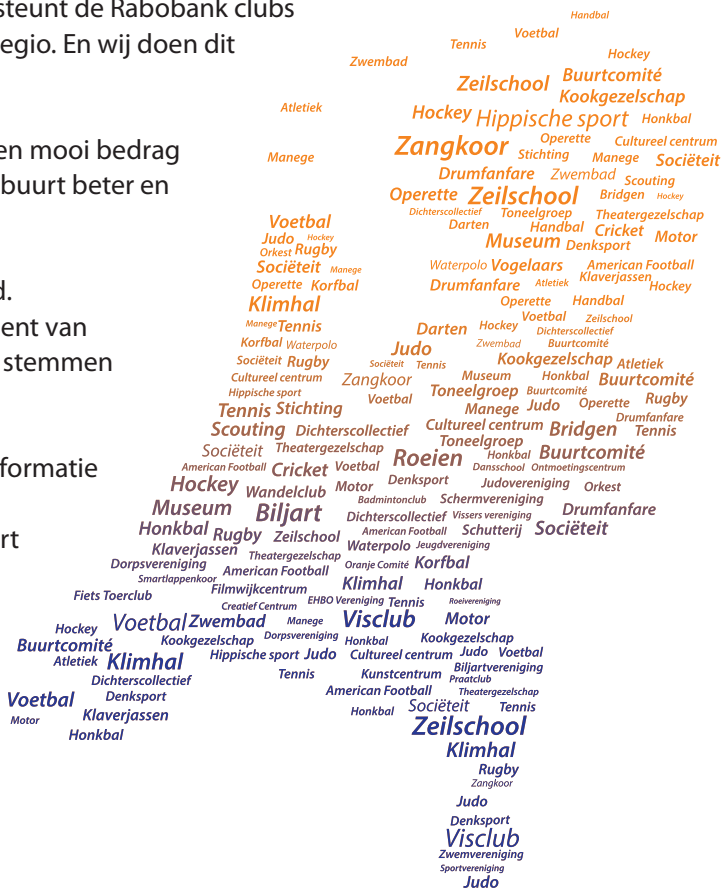 steunt de Rabobank clubs
egio. En wij doen dit
en mooi bedrag
buurt beter en
d.
ent van
stemmen
formatie
rt
Handbal
Voetbal
Tennis
Hockey
Zwembad
Buurtcomité
Zeilschool
Kookgezelschap
Atletiek
Hockey Hippische sport Honkbal
Operette Cultureel centrum
Zangkoor Stichting Manege Sociëteit
Manege
Drumfanfare Zwembad Scouting
Operette Zeilschool Bridgen Hockey
Dichterscollectief Toneelgroep Theatergezelschap
Voetbal Darten Handbal Cricket Motor
Judo Hockey Museum Denksport
Orkest Rugby
Sociëteit Manege Waterpolo Vogelaars American Football
Operette Korfbal Drumfanfare Atletiek Klaverjassen Hockey
Klimhal Operette Handbal
Voetbal Zeilschool
Manege Tennis Darten Hockey Dichterscollectief
Korfbal Waterpolo Judo Zwembad Buurtcomité
Sociëteit Rugby Sociëteit Tennis Kookgezelschap Atletiek
Cultureel centrum Zangkoor Museum Honkbal Buurtcomité
Hippische sport Voetbal Toneelgroep Buurtcomité Rugby
Tennis Stichting Manege Judo Operette
Drumfanfare
Scouting Dichterscollectief Cultureel centrum Bridgen Tennis
Toneelgroep
Sociëteit Theatergezelschap Roeien Honkbal Buurtcomité
American Football Cricket Voetbal Dansschool Ontmoetingscentrum
Hockey Wandelclub Motor Denksport Judovereniging Orkest
Badmintonclub Schermvereniging
Museum Biljart Dichterscollectief Vissers vereniging Drumfanfare
Honkbal Rugby Zeilschool American Football Schutterij Sociëteit
Klaverjassen Theatergezelschap Waterpolo Jeugdvereniging
Dorpsvereniging American Football Oranje Comité Korfbal
Smartlappenkoor Klimhal Honkbal
Fiets Toerclub Filmwijkcentrum
Creatief Centrum EHBO Vereniging Tennis Roeivereniging
Hockey Voetbal Zwembad Manege Visclub Motor
Buurtcomité Kookgezelschap Dorpsvereniging Honkbal Kookgezelschap
Atletiek Klimhal Hippische sport Judo Cultureel centrum Judo Voetbal
Dichterscollectief Tennis Kunstcentrum Biljartvereniging
Praatclub
Voetbal Denksport American Football Theatergezelschap
Motor Klaverjassen Honkbal Sociëteit Tennis
Honkbal Zeilschool
Klimhal
Rugby
Zangkoor
Judo
Denksport
Visclub
Zwemvereniging
Sportvereniging
Judo